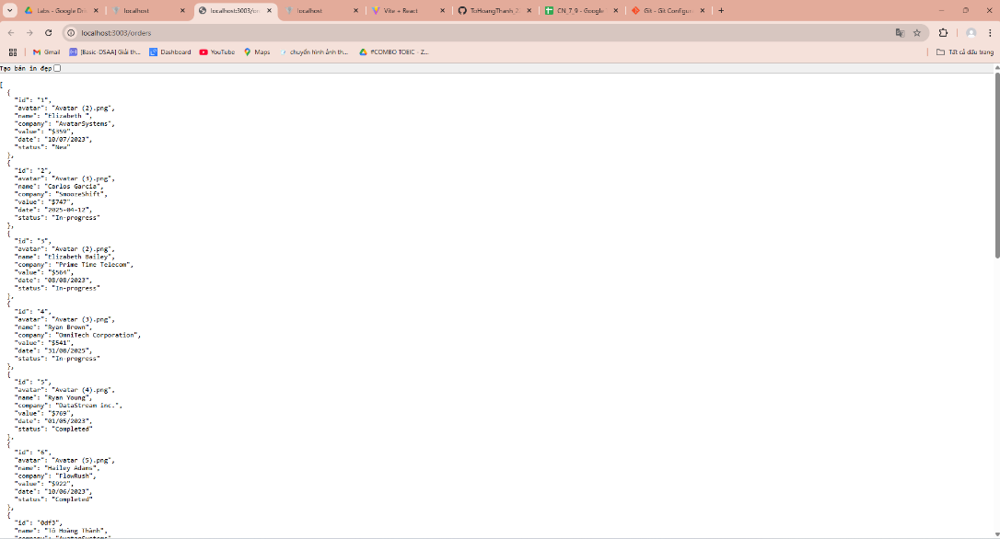 Labs - Google Dri
localhost
localhost:3003/or
localhost
Vite + React
ToHoangThanh_2
CN_7_9 - Google
Git - Git Configura
localhost:3003/orders
Gmail
[Basic-DSAA] Giải th...
Dashboard
YouTube
Maps
chuyển hình ảnh th...
#COMBO TOEIC - Z...
Tất cả dấu trang
Tạo bản in đẹp
[
{
"id": "1",
"avatar": "Avatar (2).png",
"name": "Elizabeth ",
"company": "AvatarSystems",
"value": "$359",
"date": "10/07/2023",
"status": "New"
},
{
"id": "2",
"avatar": "Avatar (3).png",
"name": "Carlos Garcia",
"company": "SmoozeShift",
"value": "$747",
"date": "2025-04-12",
"status": "In-progress"
},
{
"id": "3",
"avatar": "Avatar (2).png",
"name": "Elizabeth Bailey",
"company": "Prime Time Telecom",
"value": "$564",
"date": "08/08/2023",
"status": "In-progress"
},
{
"id": "4",
"avatar": "Avatar (3).png",
"name": "Ryan Brown",
"company": "OmniTech Corporation",
"value": "$541",
"date": "31/08/2025",
"status": "In-progress"
},
{
"id": "5",
"avatar": "Avatar (4).png",
"name": "Ryan Young",
"company": "DataStream inc.",
"value": "$769",
"date": "01/05/2023",
"status": "Completed"
},
{
"id": "6",
"avatar": "Avatar (5).png",
"name": "Hailey Adams",
"company": "FlowRush",
"value": "$922",
"date": "10/06/2023",
"status": "Completed"
},
{
"id": "0df3",
"name": "Tô Hoàng Thành",
"company": "AvatarSystems",